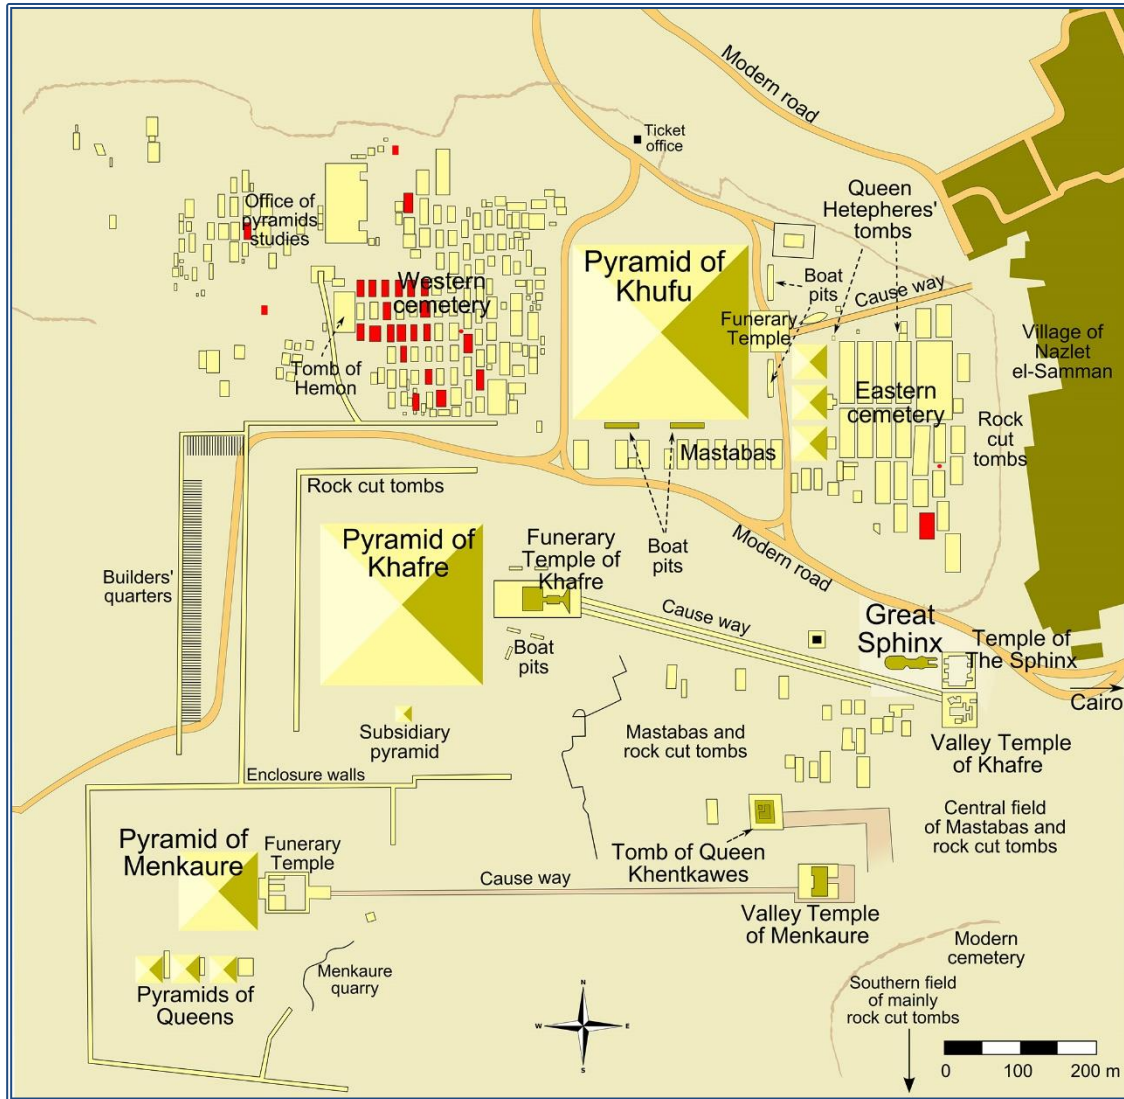 Modern road
Ticket
office
Queen
Hetepheres'
tombs
Office of
pyramids
studies
Pyramid of
Khufu
Boat
pits
Cause way
Western
cemetery
Funerary
Temple
Village of
Nazlet
el-Samman
Tomb of
Hemon
Eastern
cemetery
Rock
cut
tombs
Mastabas
Rock cut tombs
Pyramid of
Khafre
Funerary
Temple of
Khafre
Boat
pits
Modern road
Builders'
quarters
Cause way
Great
Sphinx
Temple of
The Sphinx
Boat
pits
Cairo
Subsidiary
pyramid
Mastabas and
rock cut tombs
Valley Temple
of Khafre
Enclosure walls
Central field
of Mastabas and
rock cut tombs
Pyramid of
Menkaure
Funerary
Temple
Tomb of Queen
Khentkawes
Cause way
Valley Temple
of Menkaure
Modern
cemetery
Menkaure
quarry
Pyramids of
Queens
Southern field
of mainly
rock cut tombs
N
W
E
S
0 100 200 m